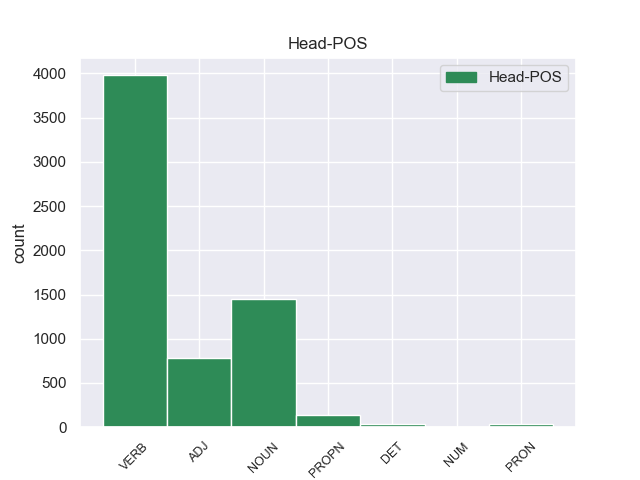 Head-POS
Head-POS
4000
3500
3000
2500
2000
1500
1000
500
0
count
VERB
ADJ
NOUN
PROPN
DET
NUM
PRON